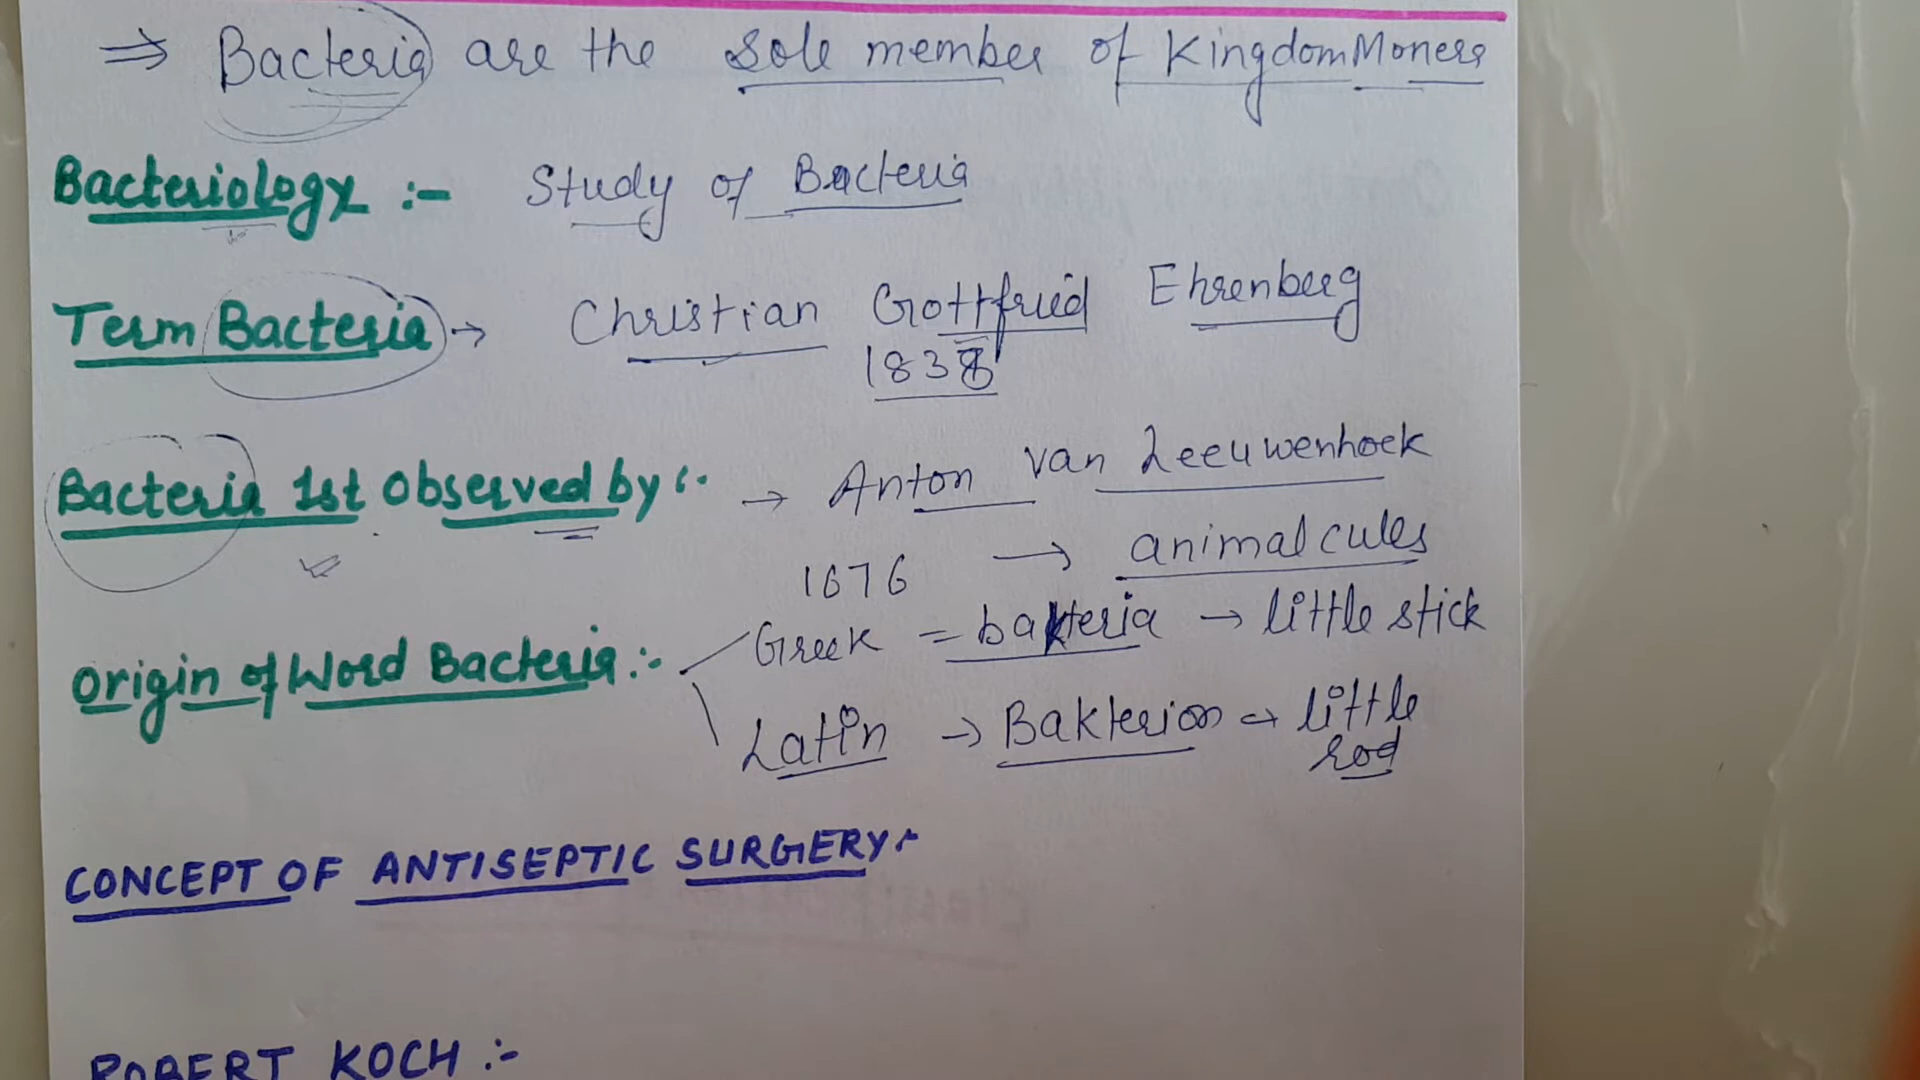 ⇒ Bacteria are the sole member of Kingdom Monera
Bacteriology :- Study of Bacteria
Term Bacteria → Christian Gottfried Ehrenberg
1838
Bacteria 1st Observed by :- → Anton van Leeuwenhoek
1676 → animalcules
Origin of Word Bacteria :- Greek = bakteria → little stick
Latin → Bakterion → little
rod
CONCEPT OF ANTISEPTIC SURGERY:-
ROBERT KOCH :-